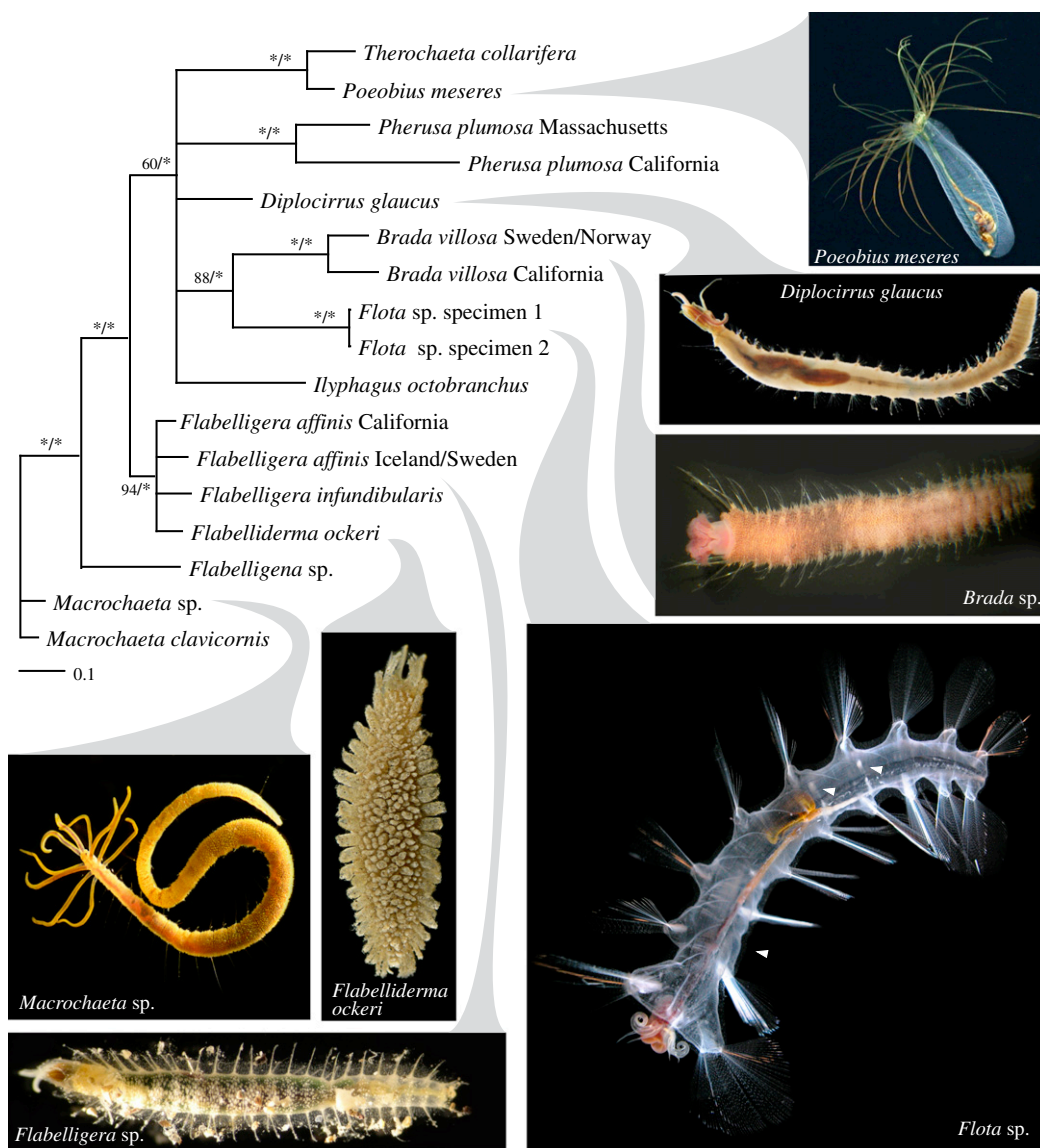 */*
Therochaeta collarifera
Poeobius meseres
*/*
Pherusa plumosa Massachusetts
Pherusa plumosa California
60/*
Diplocirrus glaucus
*/*
Brada villosa Sweden/Norway
Brada villosa California
88/*
*/*
Flota sp. specimen 1
Flota sp. specimen 2
*/*
Ilyphagus octobranchus
Flabelligera affinis California
*/*
Flabelligera affinis Iceland/Sweden
94/*
Flabelligera infundibularis
Flabelliderma ockeri
Flabelligena sp.
Macrochaeta sp.
Macrochaeta clavicornis
0.1
Poeobius meseres
Diplocirrus glaucus
Brada sp.
Macrochaeta sp.
Flabelliderma
ockeri
Flabelligera sp.
Flota sp.